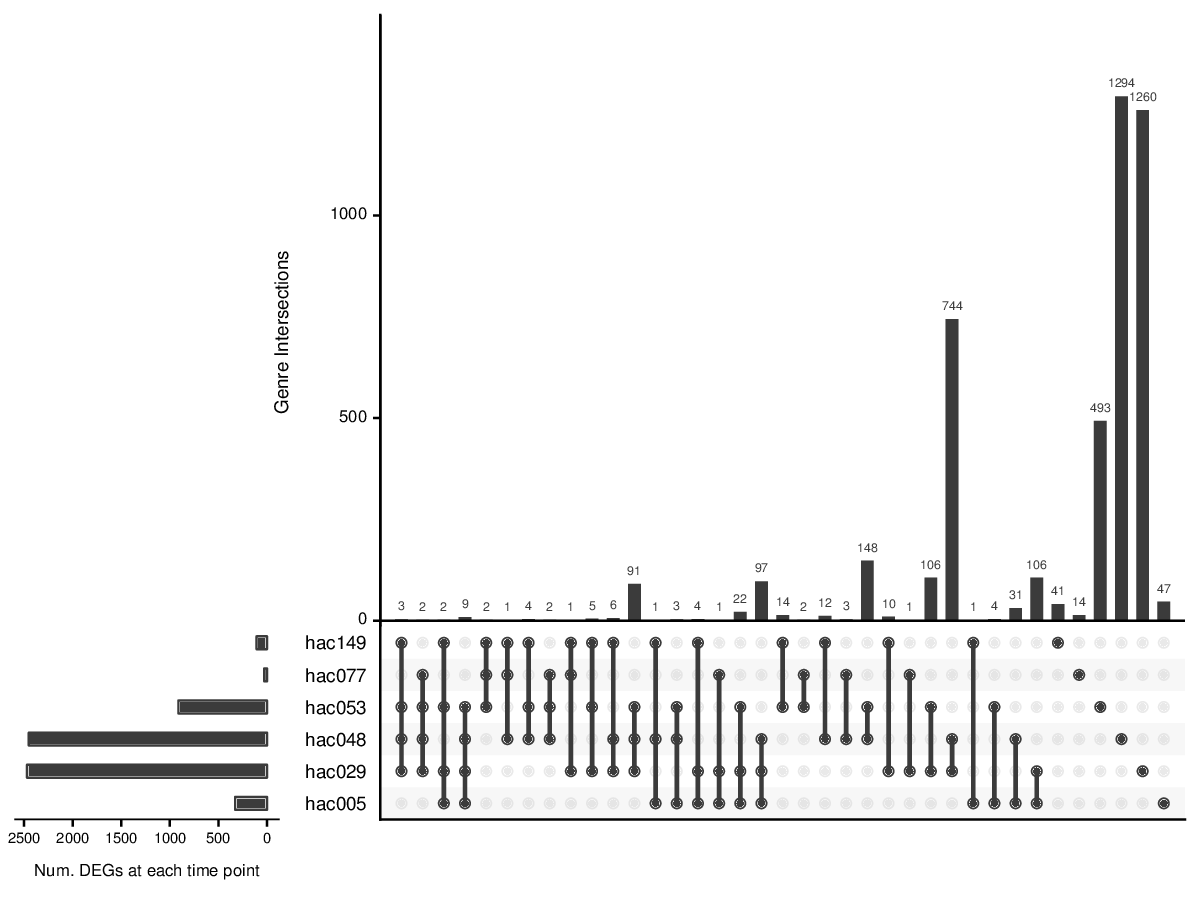 1294
1260
1000
744
Genre Intersections
500
493
148
106
106
97
91
47
41
31
22
3 2 2 9 2 1 4 2 1 5 6 1 3 4 1 14 2 12 3 10 1 1 4 14
0
hac149
hac077
hac053
hac048
hac029
hac005
2500 2000 1500 1000 500 0
Num. DEGs at each time point